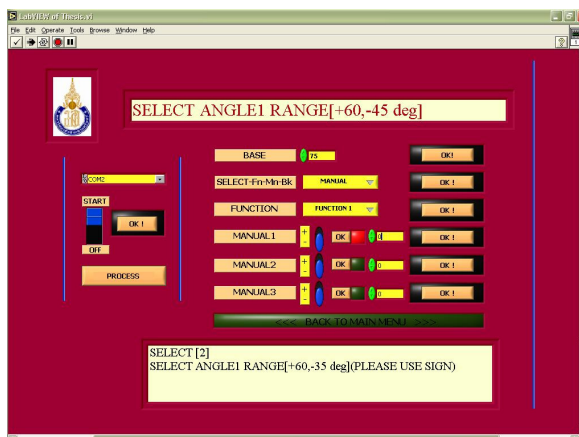 LabVIEW of Thesis.vi
File Edit Operate Tools Browse Window Help
SELECT ANGLE1 RANGE[+60,-45 deg]
BASE 75 OK!
COM2
SELECT-Fn-Mn-Bk MANUAL OK !
START
FUNCTION FUNCTION 1 OK !
OK !
MANUAL1 + - OK 0 OK !
OFF
MANUAL2 + - OK 0 OK !
PROCESS
MANUAL3 + - OK 0 OK !
<<< BACK TO MAIN MENU >>>
SELECT [2]
SELECT ANGLE1 RANGE[+60,-35 deg](PLEASE USE SIGN)